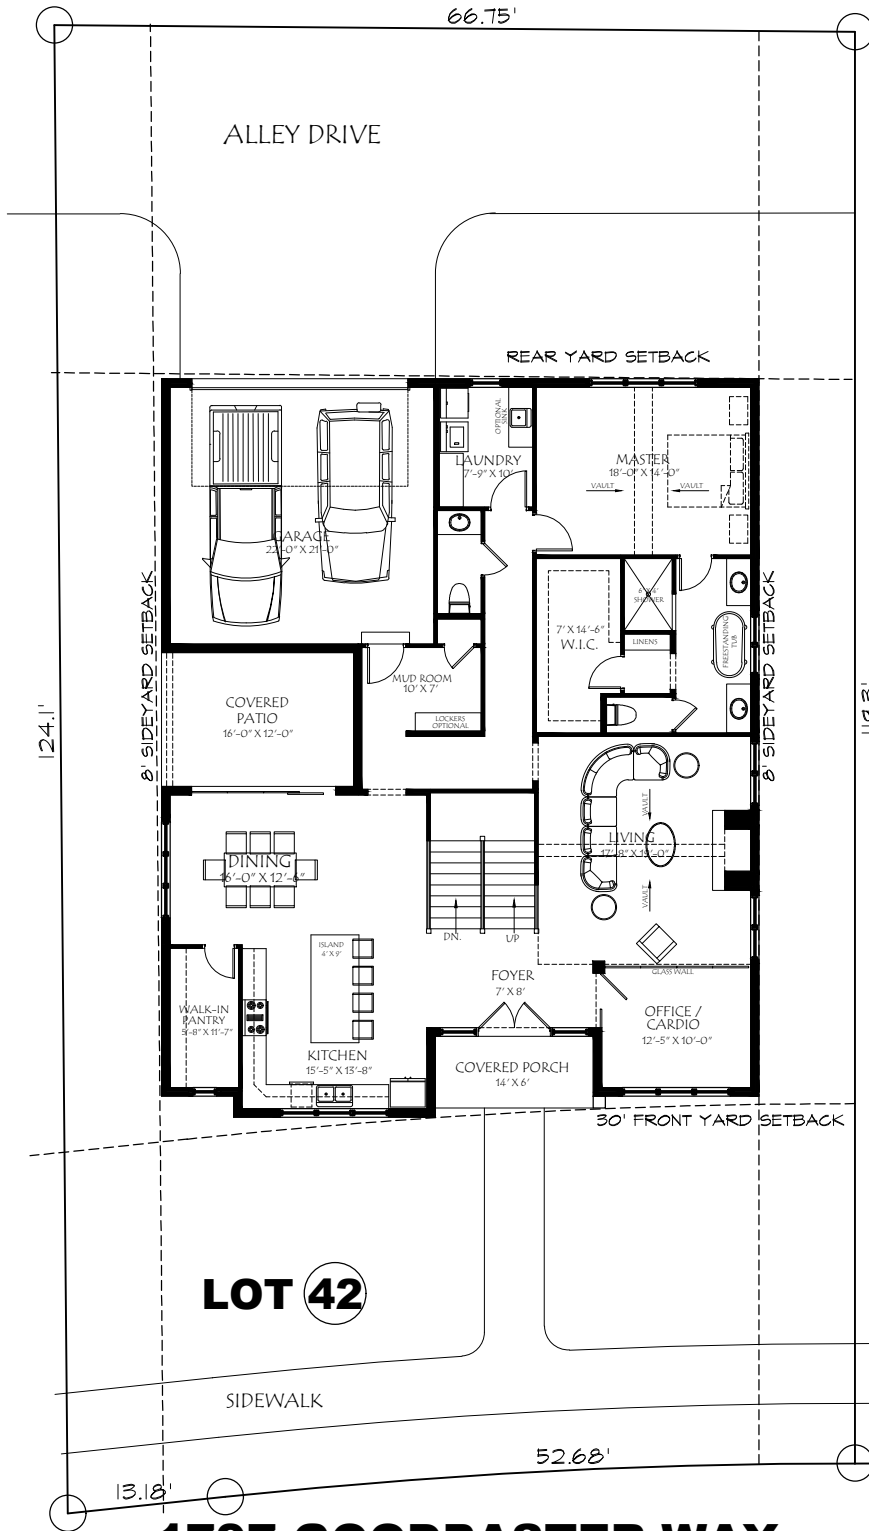 66.75'
ALLEY DRIVE
REAR YARD SETBACK
OPTIONAL
SINK
LAUNDRY
7'-9" X 10'
MASTER
18'-0" X 14'-0"
VAULT
VAULT
GARAGE
22'-0" X 21'-0"
8' SIDEYARD SETBACK
8' SIDEYARD SETBACK
SHOWER
LINENS
7' X 14'-6"
W.I.C.
FREESTANDING
TUB
MUD ROOM
10' X 7'
LOCKERS
OPTIONAL
COVERED
PATIO
16'-0" X 12'-0"
124.1'
VAULT
LIVING
VAULT
DINING
16'-0" X 12'-6"
DN.
UP
ISLAND
4' X 9'
GLASS WALL
FOYER
7' X 8'
WALK-IN
PANTRY
5'-8" X 11'-7"
OFFICE /
CARDIO
12'-5" X 10'-0"
KITCHEN
15'-5" X 13'-8"
COVERED PORCH
14' X 6'
30' FRONT YARD SETBACK
LOT 42
SIDEWALK
52.68'
13.18'